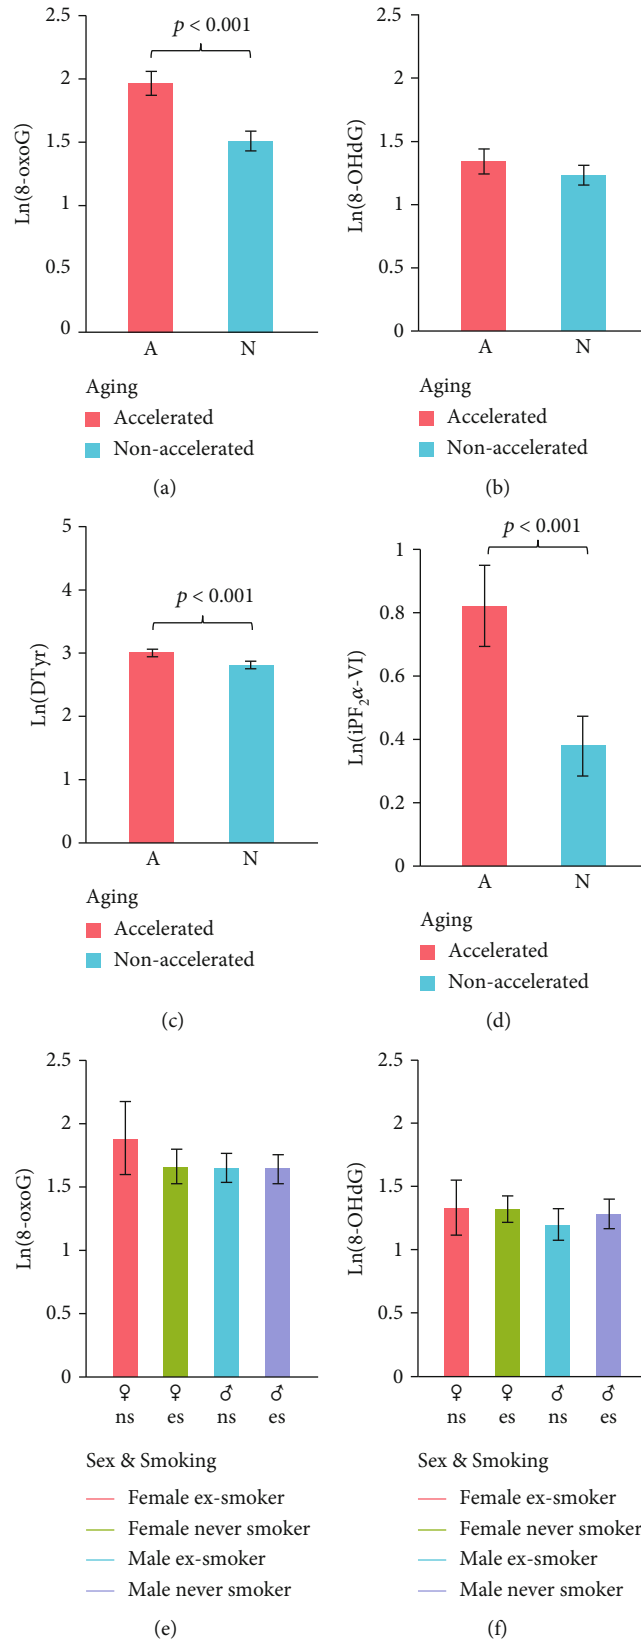 2.5
2
1.5
1
0.5
0
Ln(8-oxoG)
p < 0.001
A
N
Aging
Accelerated
Non-accelerated
(a)
2.5
2
1.5
1
0.5
0
Ln(8-OHdG)
A
N
Aging
Accelerated
Non-accelerated
(b)
5
4
3
2
1
0
Ln(DTyr)
p < 0.001
A
N
Aging
Accelerated
Non-accelerated
(c)
1
0.8
0.6
0.4
0.2
0
Ln(iPF₂α-VI)
p < 0.001
A
N
Aging
Accelerated
Non-accelerated
(d)
2.5
2
1.5
1
0.5
0
Ln(8-oxoG)
♀ ♀ ♂ ♂
ns es ns es
Sex & Smoking
Female ex-smoker
Female never smoker
Male ex-smoker
Male never smoker
(e)
2.5
2
1.5
1
0.5
0
Ln(8-OHdG)
♀ ♀ ♂ ♂
ns es ns es
Sex & Smoking
Female ex-smoker
Female never smoker
Male ex-smoker
Male never smoker
(f)